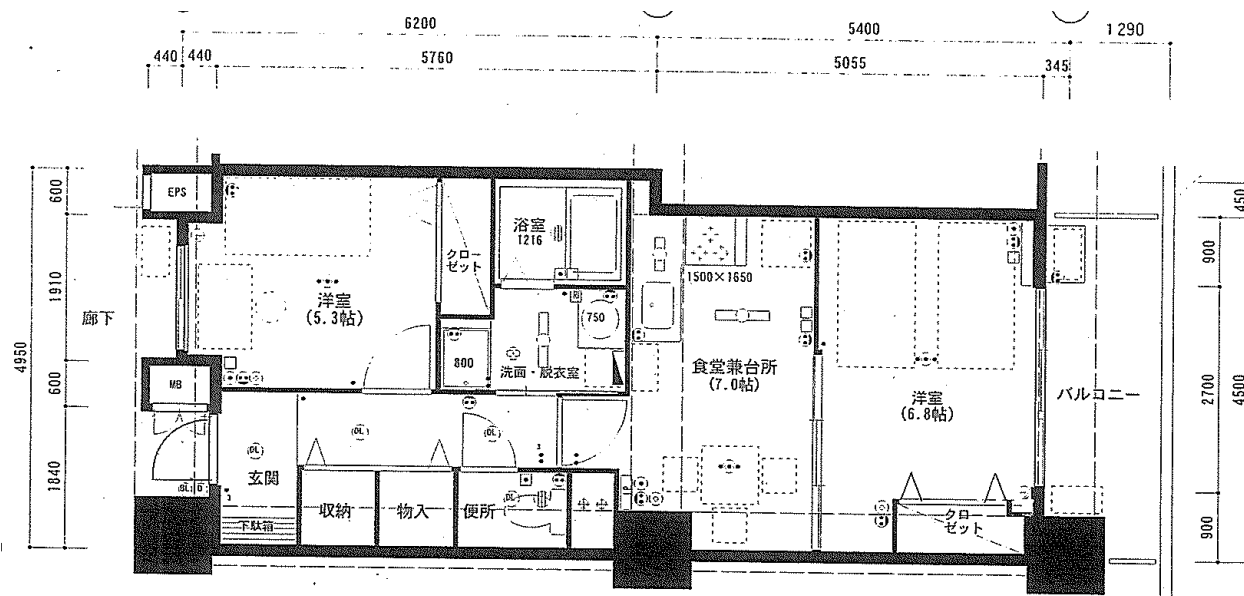 6200
5400
1290
440
440
5760
5055
345
EPS
600
450
浴室
1216
クロー
ゼット
1500×1650
900
1910
洋室
(5.3帖)
750
廊下
4950
800
洗面・脱衣室
食堂兼台所
(7.0帖)
600
MB
洋室
(6.8帖)
バルコニー
2700
4500
DL
DL
DL
玄関
1840
収納
物入
便所
DL
下駄箱
クロー
ゼット
900